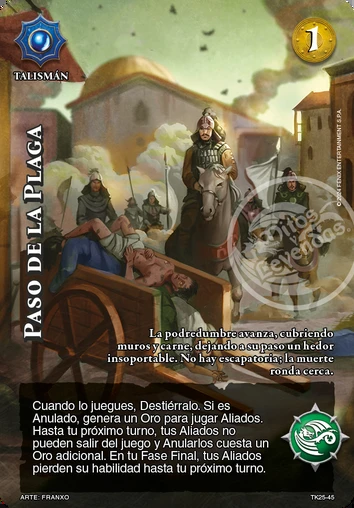 1
TALISMÁN
PASO DE LA PLAGA
©2024 FENIX ENTERTAINMENT S.P.A.
Mitos
y
Leyendas
La podredumbre avanza, cubriendo
muros y carne, dejando a su paso un hedor
insoportable. No hay escapatoria; la muerte
ronda cerca.
Cuando lo juegues, Destiérralo. Si es
Anulado, genera un Oro para jugar Aliados.
Hasta tu próximo turno, tus Aliados no
pueden salir del juego y Anularlos cuesta un
Oro adicional. En tu Fase Final, tus Aliados
pierden su habilidad hasta tu próximo turno.
ARTE: FRANXO
TK25-45